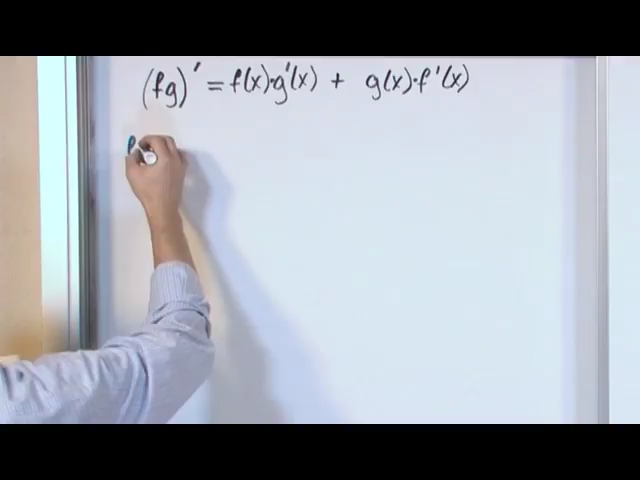 (fg)' = f(x)·g'(x) + g(x)·f'(x)